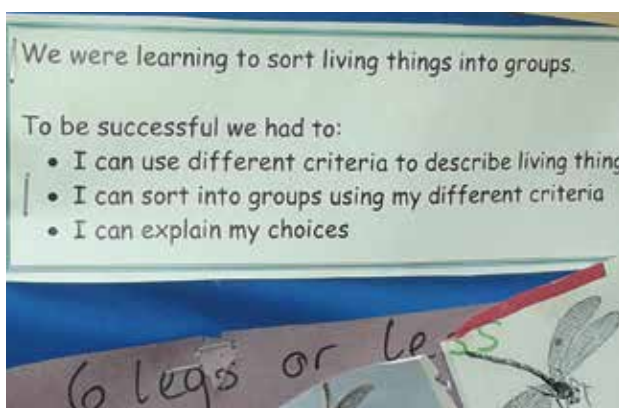 We were learning to sort living things into groups.
To be successful we had to:
• I can use different criteria to describe living thing
• I can sort into groups using my different criteria
• I can explain my choices
6 legs or less